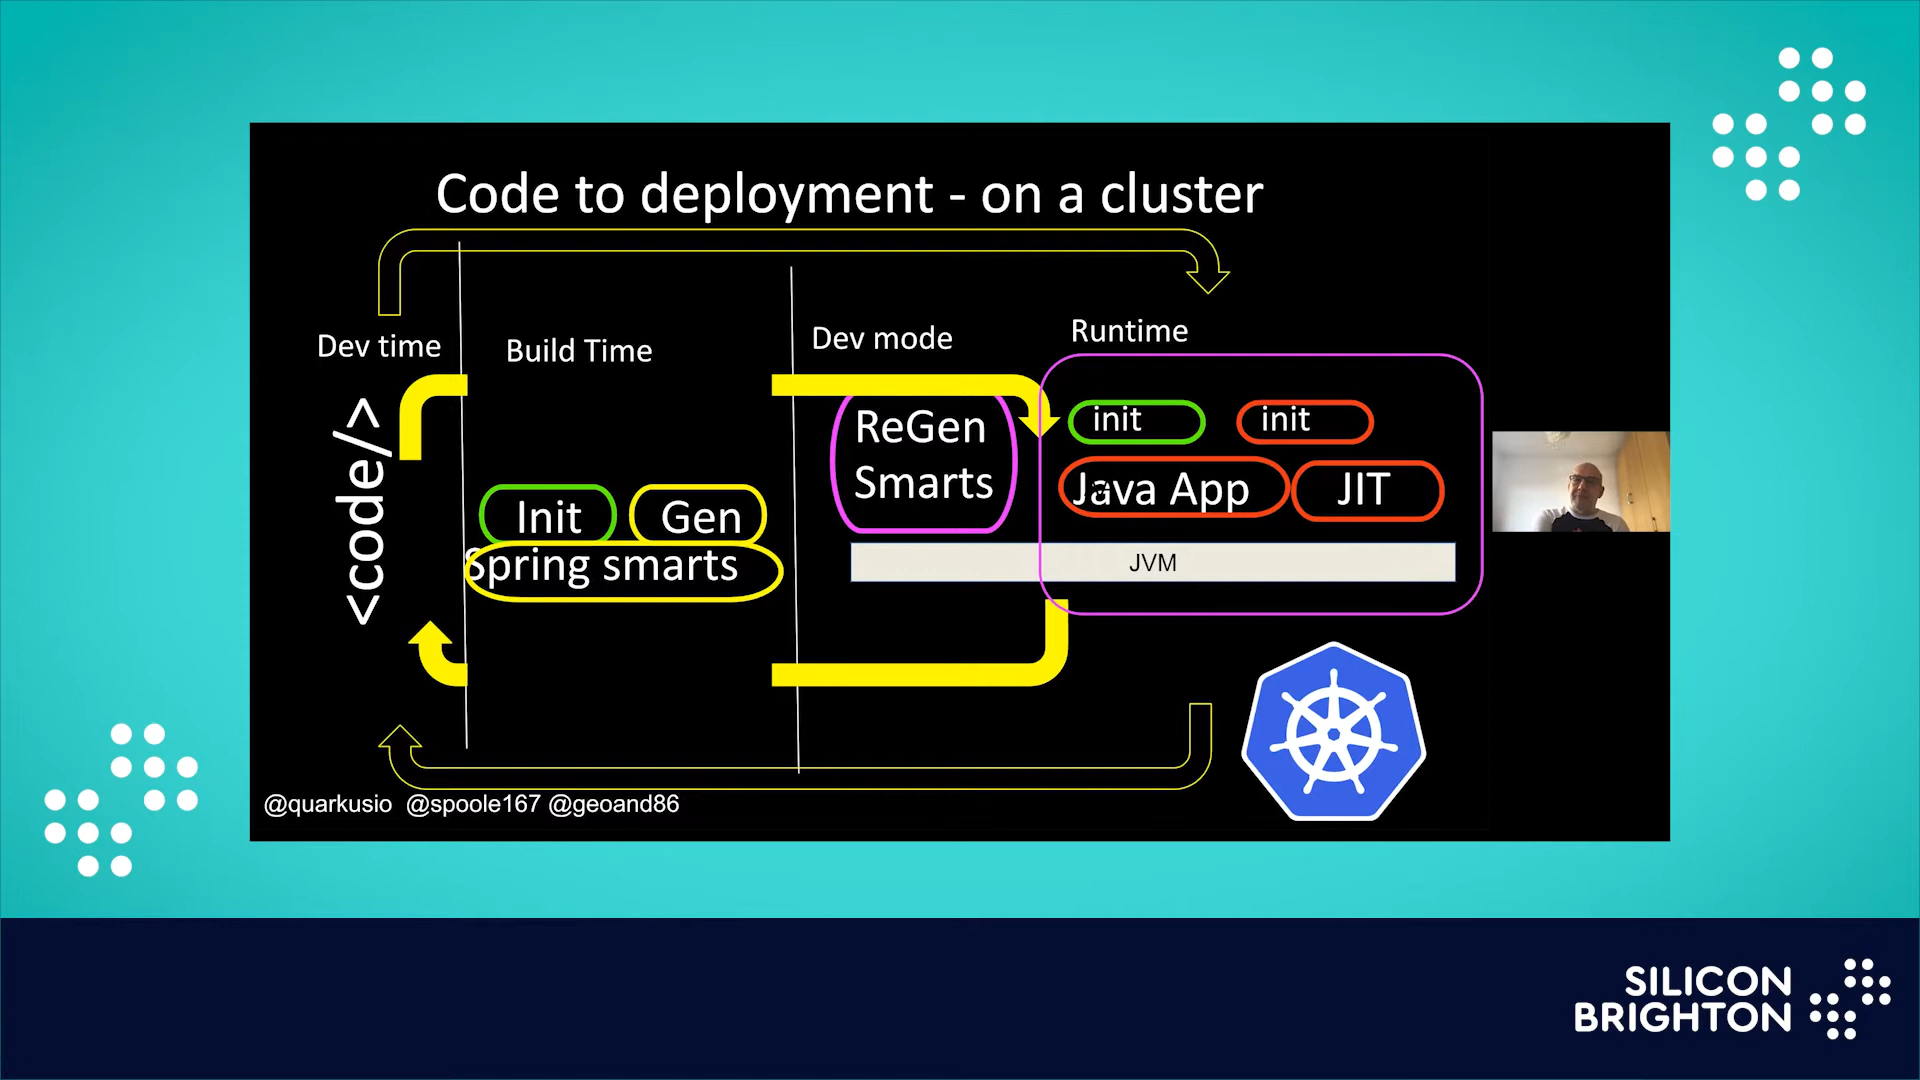 Code to deployment - on a cluster
Dev time
Build Time
Dev mode
Runtime
<code/>
Init
Gen
Spring smarts
ReGen
Smarts
init
init
Java App
JIT
JVM
@quarkusio @spoole167 @geoand86
SILICON
BRIGHTON